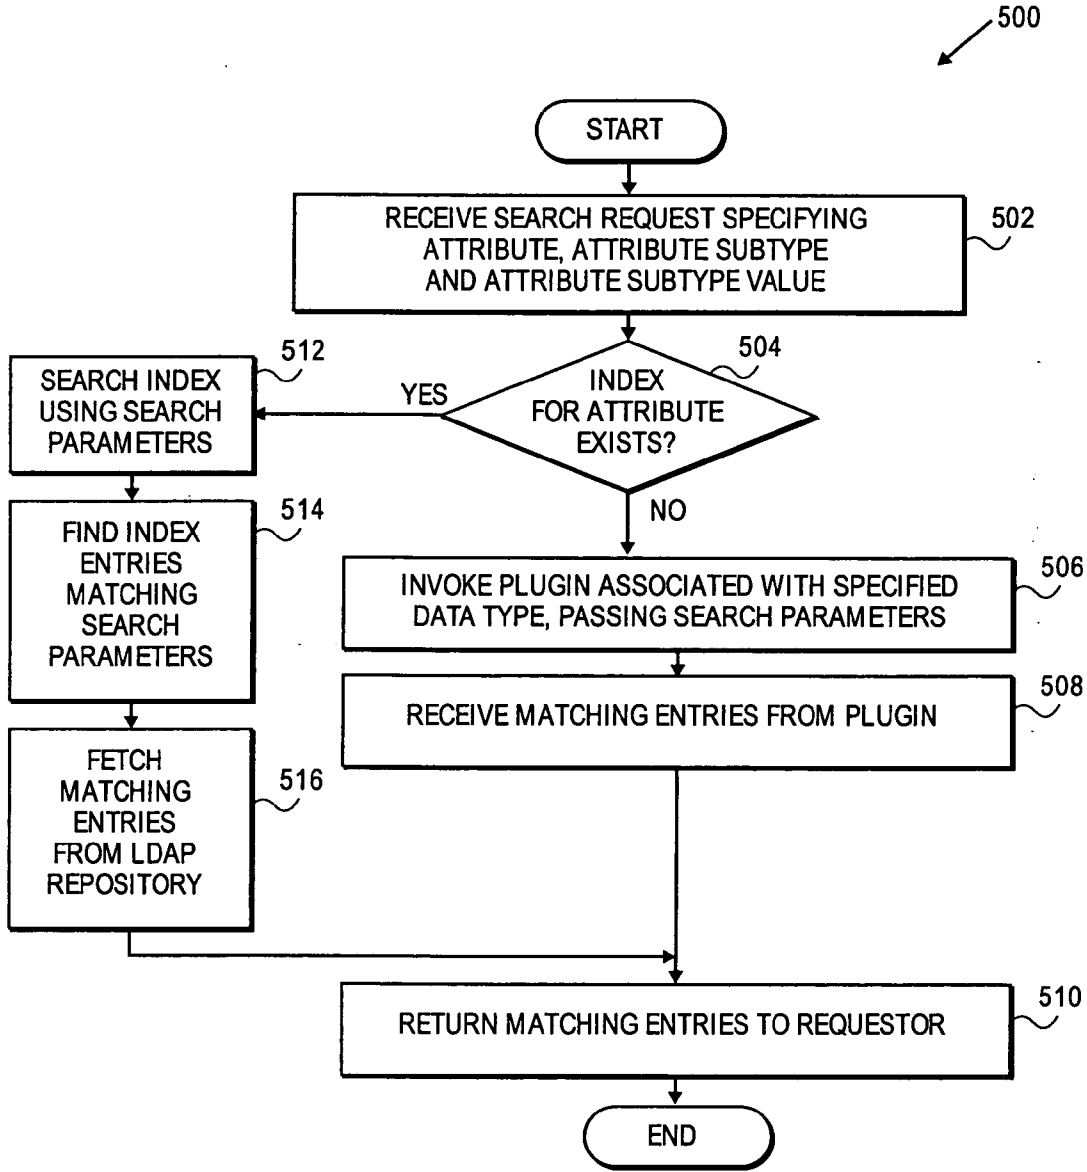 500
START
RECEIVE SEARCH REQUEST SPECIFYING
ATTRIBUTE, ATTRIBUTE SUBTYPE
AND ATTRIBUTE SUBTYPE VALUE
502
504
INDEX
FOR ATTRIBUTE
EXISTS?
YES
NO
512
SEARCH INDEX
USING SEARCH
PARAMETERS
514
FIND INDEX
ENTRIES
MATCHING
SEARCH
PARAMETERS
516
FETCH
MATCHING
ENTRIES
FROM LDAP
REPOSITORY
506
INVOKE PLUGIN ASSOCIATED WITH SPECIFIED
DATA TYPE, PASSING SEARCH PARAMETERS
508
RECEIVE MATCHING ENTRIES FROM PLUGIN
510
RETURN MATCHING ENTRIES TO REQUESTOR
END